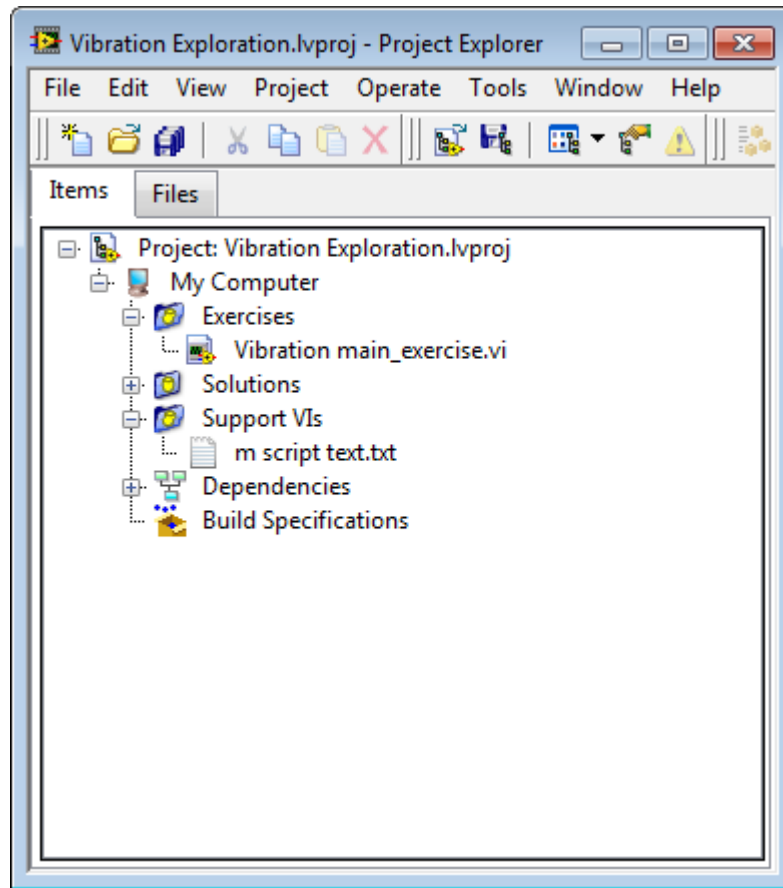 Vibration Exploration.lvproj - Project Explorer
File Edit View Project Operate Tools Window Help
Items Files
Project: Vibration Exploration.lvproj
My Computer
Exercises
Vibration main_exercise.vi
Solutions
Support VIs
m script text.txt
Dependencies
Build Specifications